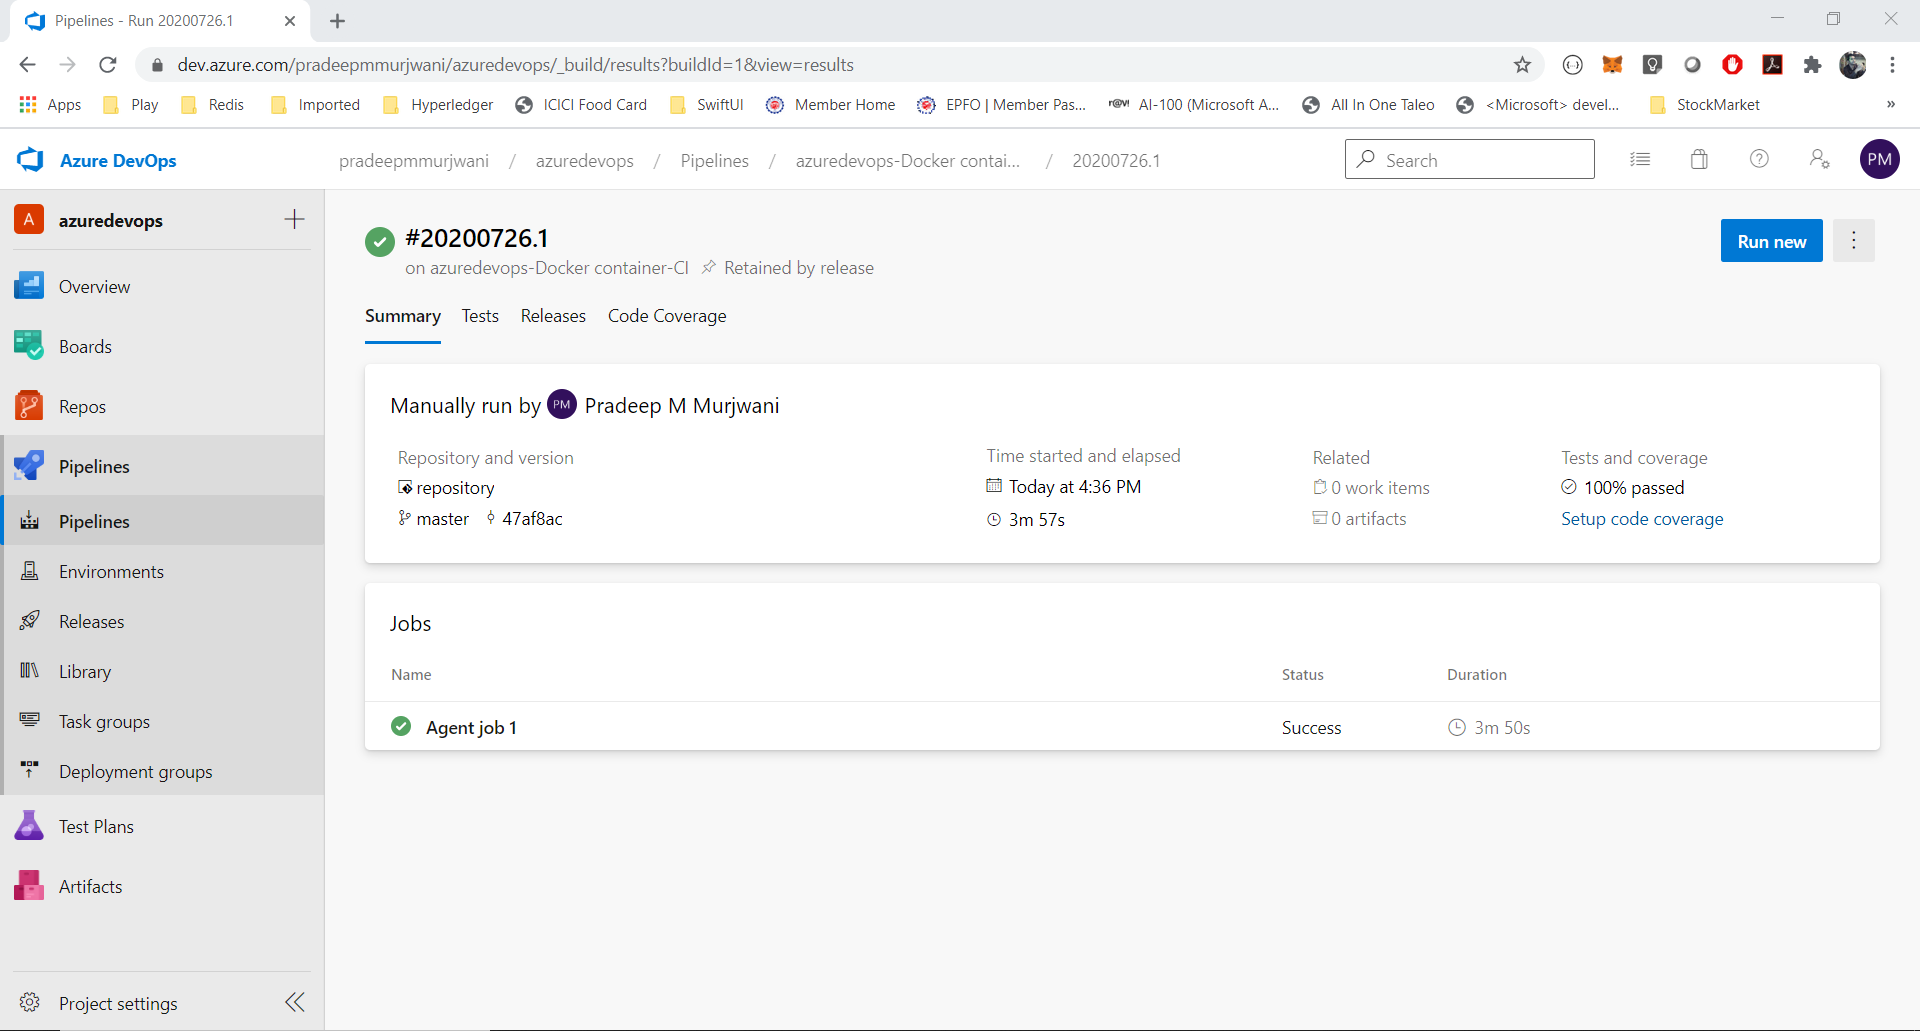 Pipelines - Run 20200726.1
dev.azure.com/pradeepmmurjwani/azuredevops/_build/results?buildId=1&view=results
Apps Play Redis Imported Hyperledger ICICI Food Card SwiftUI Member Home EPFO | Member Pas... r@v! AI-100 (Microsoft A... All In One Taleo <Microsoft> devel... StockMarket »
Azure DevOps pradeepmmurjwani / azuredevops / Pipelines / azuredevops-Docker contai... / 20200726.1 Search PM
A azuredevops
Overview
Boards
Repos
Pipelines
Pipelines
Environments
Releases
Library
Task groups
Deployment groups
Test Plans
Artifacts
Project settings
#20200726.1
on azuredevops-Docker container-CI Retained by release
Run new
Summary Tests Releases Code Coverage
Manually run by PM Pradeep M Murjwani
Repository and version
repository
master 47af8ac
Time started and elapsed
Today at 4:36 PM
3m 57s
Related
0 work items
0 artifacts
Tests and coverage
100% passed
Setup code coverage
Jobs
Name Status Duration
Agent job 1 Success 3m 50s